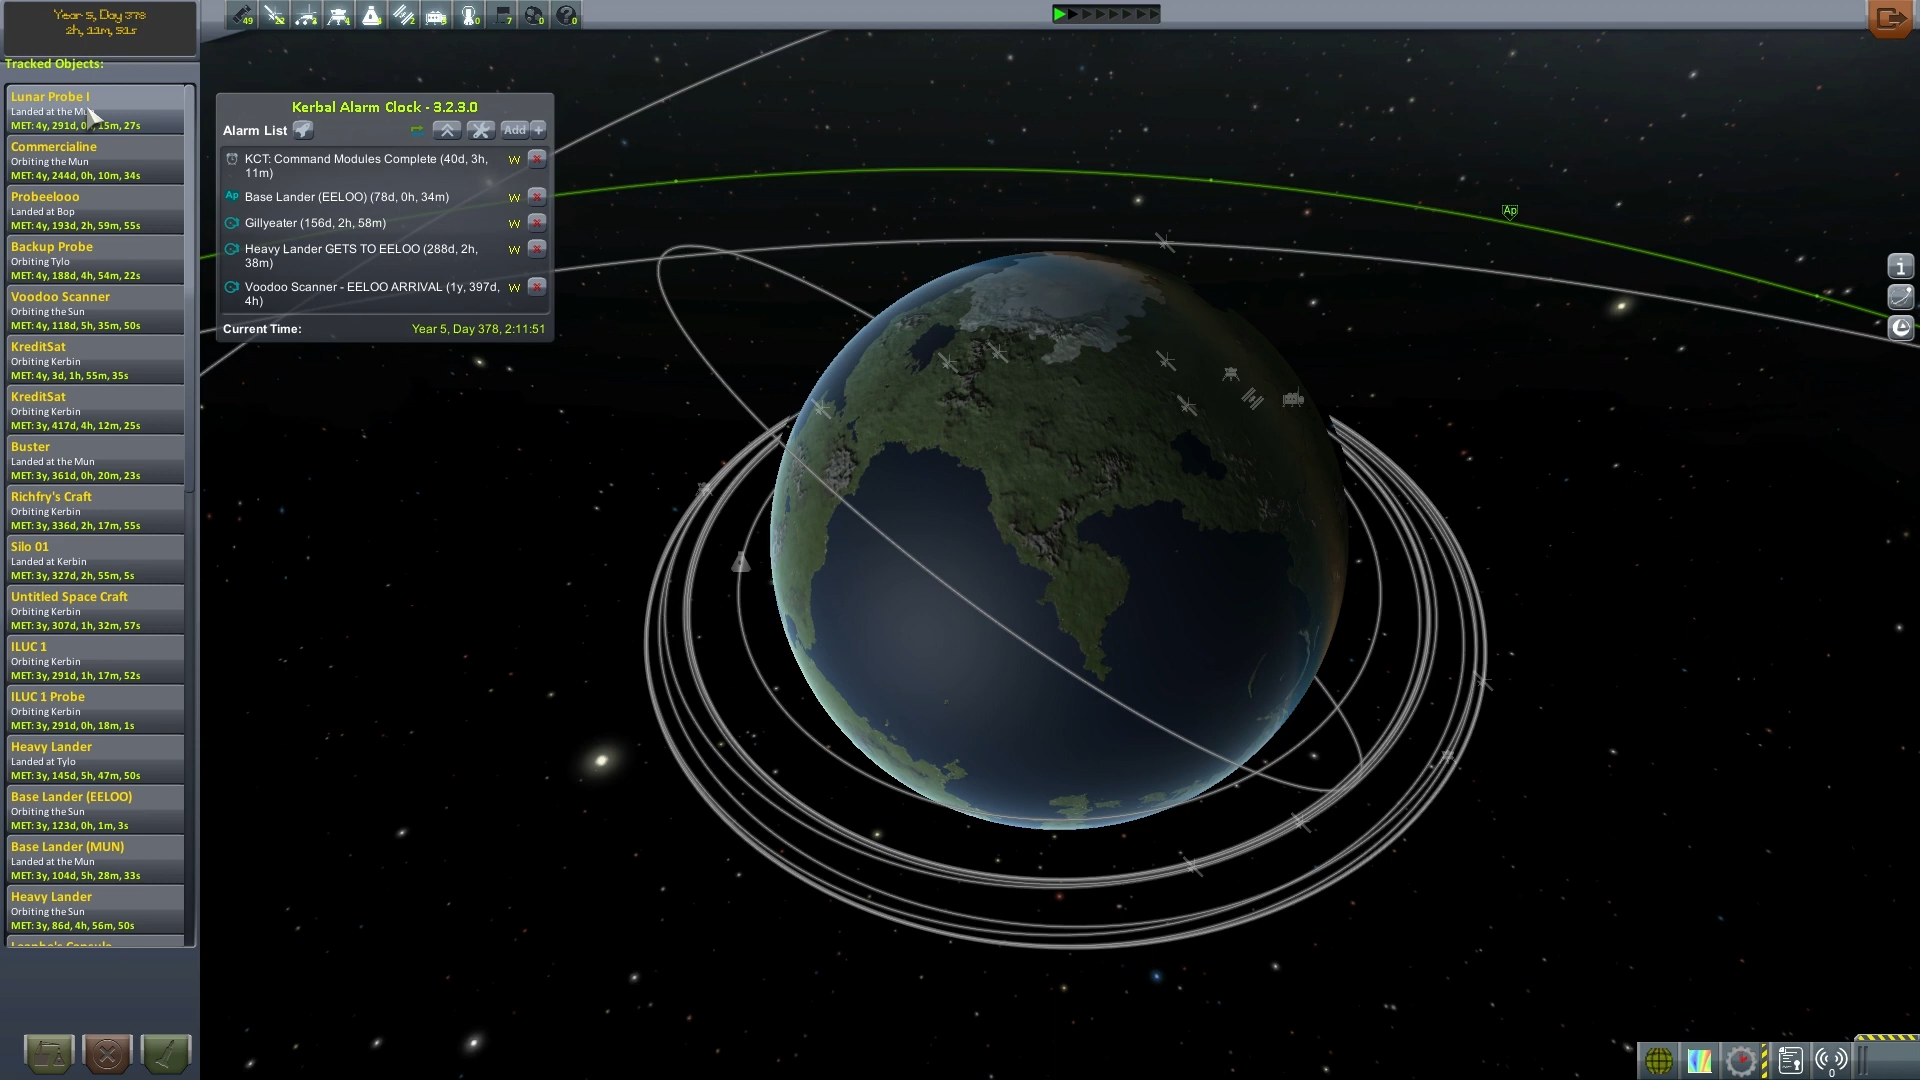 Year 5, Day 378
2h, 11m, 51s
Tracked Objects:
Lunar Probe I
Landed at the Mun
MET: 4y, 291d, 0h, 15m, 27s
Commercialine
Orbiting the Mun
MET: 4y, 244d, 0h, 10m, 34s
Probeelooo
Landed at Bop
MET: 4y, 193d, 2h, 59m, 55s
Backup Probe
Orbiting Tylo
MET: 4y, 188d, 4h, 54m, 22s
Voodoo Scanner
Orbiting the Sun
MET: 4y, 118d, 5h, 35m, 50s
KreditSat
Orbiting Kerbin
MET: 4y, 3d, 1h, 55m, 35s
KreditSat
Orbiting Kerbin
MET: 3y, 417d, 4h, 12m, 25s
Buster
Landed at the Mun
MET: 3y, 361d, 0h, 20m, 23s
Richfry's Craft
Orbiting Kerbin
MET: 3y, 336d, 2h, 17m, 55s
Silo 01
Landed at Kerbin
MET: 3y, 327d, 2h, 55m, 5s
Untitled Space Craft
Orbiting Kerbin
MET: 3y, 307d, 1h, 32m, 57s
ILUC 1
Orbiting Kerbin
MET: 3y, 291d, 1h, 17m, 52s
ILUC 1 Probe
Orbiting Kerbin
MET: 3y, 291d, 0h, 18m, 1s
Heavy Lander
Landed at Tylo
MET: 3y, 145d, 5h, 47m, 50s
Base Lander (EELOO)
Orbiting the Sun
MET: 3y, 123d, 0h, 1m, 3s
Base Lander (MUN)
Landed at the Mun
MET: 3y, 104d, 5h, 28m, 33s
Heavy Lander
Orbiting the Sun
MET: 3y, 86d, 4h, 56m, 50s
49
2
7
0
0
Kerbal Alarm Clock - 3.2.3.0
Alarm List
Add +
KCT: Command Modules Complete (40d, 3h,
11m) W
Ap Base Lander (EELOO) (78d, 0h, 34m) W
Gillyeater (156d, 2h, 58m) W
Heavy Lander GETS TO EELOO (288d, 2h,
38m) W
Voodoo Scanner - EELOO ARRIVAL (1y, 397d,
4h) W
Current Time: Year 5, Day 378, 2:11:51
Ap
0